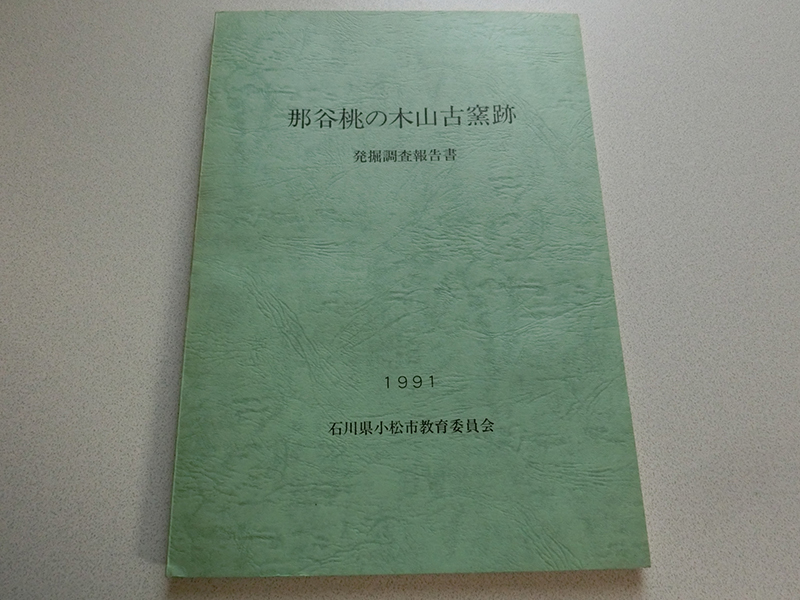 那谷桃の木山古窯跡
発掘調査報告書
1991
石川県小松市教育委員会